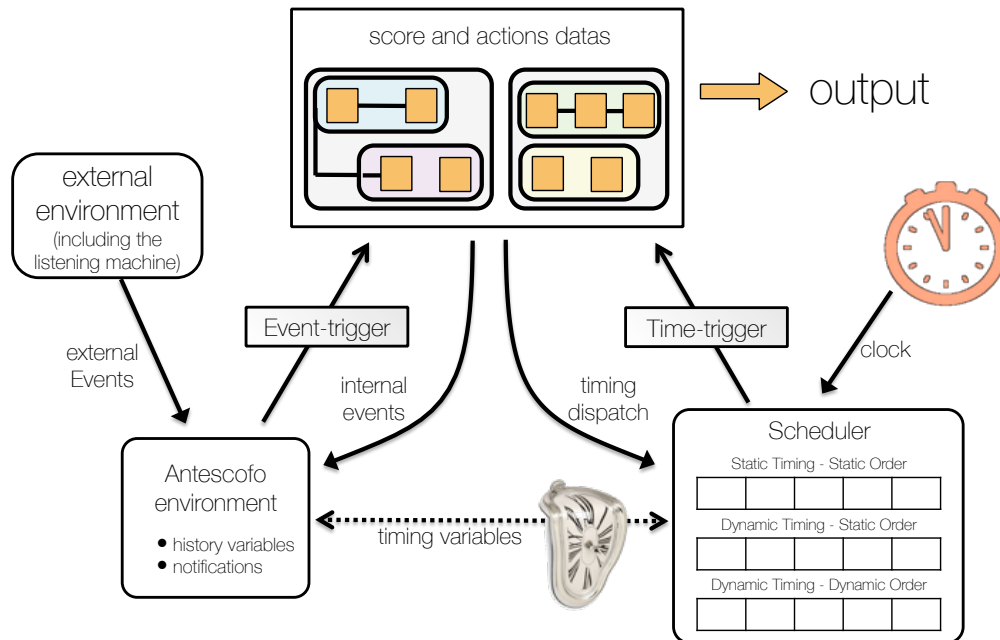 score and actions datas
output
external
environment
(including the
listening machine)
Event-trigger
Time-trigger
external
Events
internal
events
timing
dispatch
clock
Antescofo
environment
• history variables
• notifications
timing variables
Scheduler
Static Timing - Static Order
Dynamic Timing - Static Order
Dynamic Timing - Dynamic Order